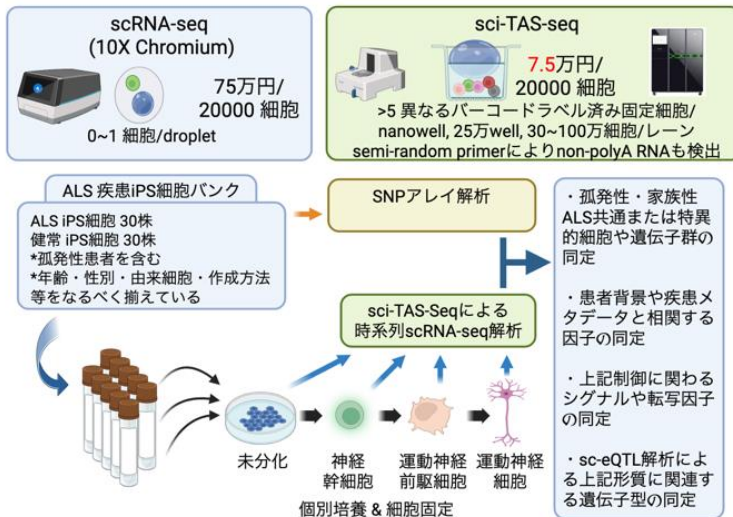 scRNA-seq
(10X Chromium)
75万円/
20000 細胞
0~1 細胞/droplet
sci-TAS-seq
7.5万円/
20000 細胞
>5 異なるバーコードラベル済み固定細胞/
nanowell, 25万well, 30~100万細胞/レーン
semi-random primerによりnon-polyA RNAも検出
ALS 疾患iPS細胞バンク
ALS iPS細胞 30株
健常 iPS細胞 30株
*孤発性患者を含む
*年齢・性別・由来細胞・作成方法
等をなるべく揃えている
SNPアレイ解析
sci-TAS-Seqによる
時系列scRNA-seq解析
未分化
神経
幹細胞
運動神経
前駆細胞
運動神経
細胞
個別培養 & 細胞固定
・孤発性・家族性
ALS共通または特異
的細胞や遺伝子群の
同定
・患者背景や疾患メ
タデータと相関する
因子の同定
・上記制御に関わる
シグナルや転写因子
の同定
・sc-eQTL解析によ
る上記形質に関連す
る遺伝子型の同定